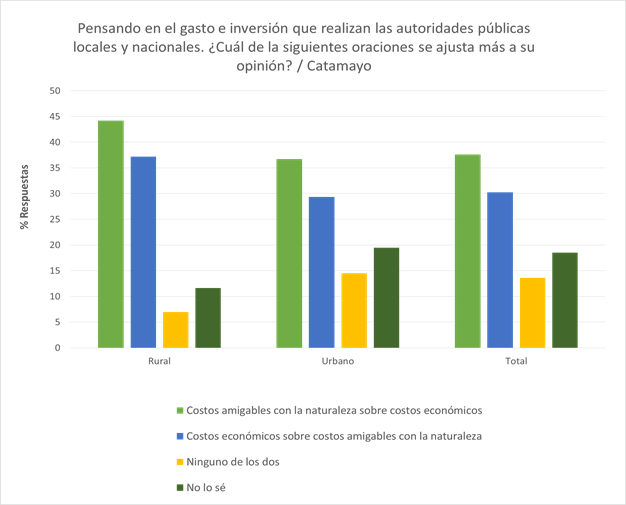 Pensando en el gasto e inversión que realizan las autoridades públicas
locales y nacionales. ¿Cuál de la siguientes oraciones se ajusta más a su
opinión? / Catamayo
% Respuestas
50
45
40
35
30
25
20
15
10
5
0
Rural
Urbano
Total
Costos amigables con la naturaleza sobre costos económicos
Costos económicos sobre costos amigables con la naturaleza
Ninguno de los dos
No lo sé